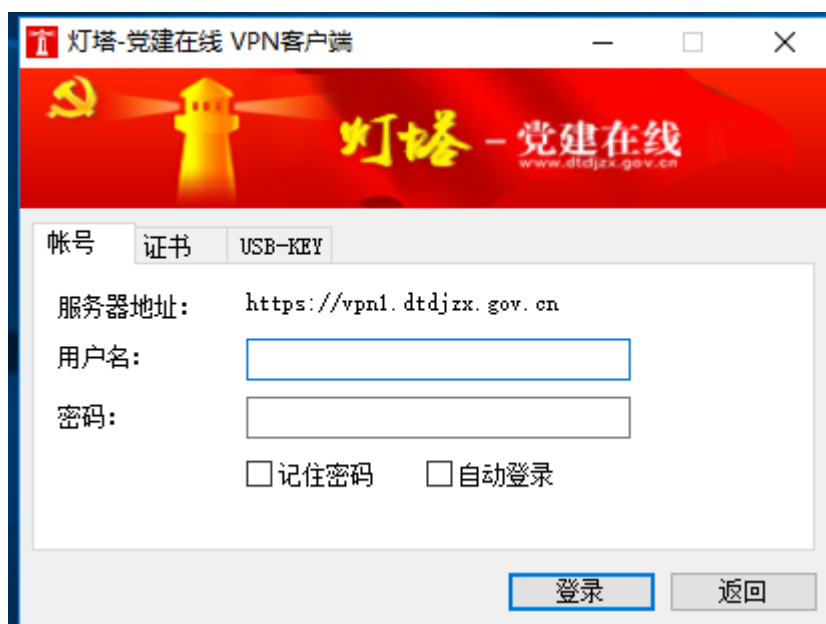 灯塔-党建在线 VPN客户端
灯塔-党建在线
www.dtdjzx.gov.cn
帐号 证书 USB-KEY
服务器地址： https://vpn1.dtdjzx.gov.cn
用户名：
密码：
记住密码 自动登录
登录 返回